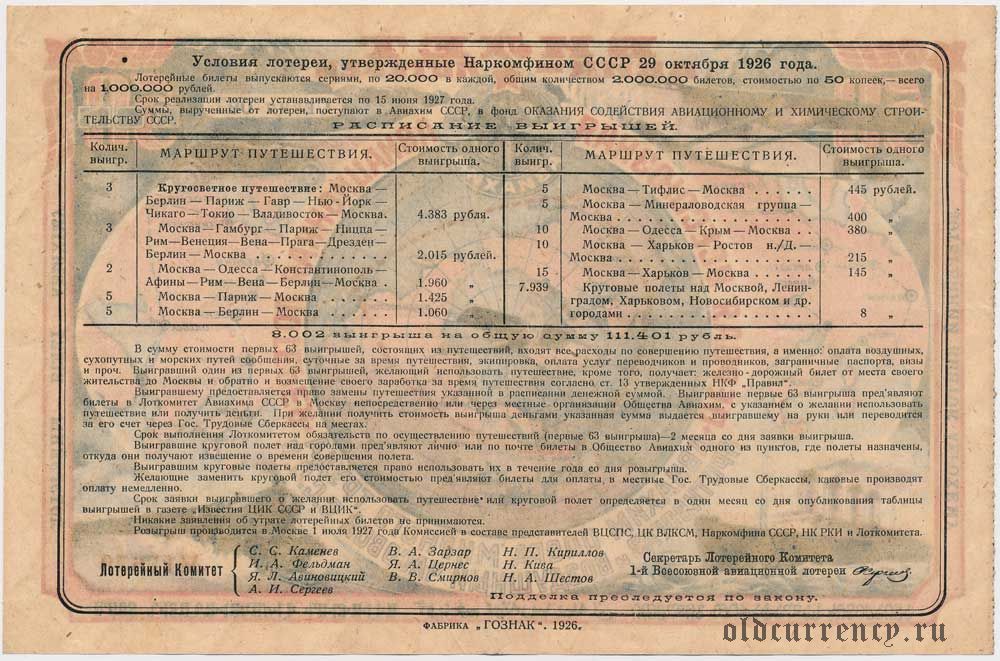 Условия лотереи, утвержденные Наркомфином СССР 29 октября 1926 года.
Лотерейные билеты выпускаются сериями, по 20.000 в каждой, общим количеством 2.000.000 билетов, стоимостью по 50 копеек,—всего
на 1.000.000 рублей.
Срок реализации лотереи устанавливается по 15 июня 1927 года.
Суммы, вырученные от лотереи, поступают в Авиахим СССР, в фонд ОКАЗАНИЯ СОДЕЙСТВИЯ АВИАЦИОННОМУ И ХИМИЧЕСКОМУ СТРОИ-
ТЕЛЬСТВУ СССР.
РАСПИСАНИЕ ВЫИГРЫШЕЙ.
Колич. выигр. МАРШРУТ ПУТЕШЕСТВИЯ. Стоимость одного выигрыша.
3 Кругосветное путешествие: Москва—
Берлин—Париж—Гавр—Нью-Йорк—
Чикаго—Токио—Владивосток—Москва. 4.383 рубля.
3 Москва—Гамбург—Париж—Ницца—
Рим—Венеция—Вена—Прага—Дрезден—
Берлин—Москва . . . . . . . . . . . . . 2.015 рублей.
2 Москва—Одесса—Константинополь—
Афины—Рим—Вена—Берлин—Москва . 1.960 „
5 Москва—Париж—Москва . . . . . . . 1.425 „
5 Москва—Берлин—Москва . . . . . . . 1.060 „
Колич. выигр. МАРШРУТ ПУТЕШЕСТВИЯ. Стоимость одного выигрыша.
5 Москва—Тифлис—Москва . . . . . . 445 рублей.
5 Москва—Минераловодская группа—
Москва . . . . . . . . . . . . . . . . . 400 „
10 Москва—Одесса—Крым—Москва . . 380 „
10 Москва—Харьков—Ростов н./Д.—
Москва . . . . . . . . . . . . . . . . . 215 „
15 Москва—Харьков—Москва . . . . . . 145 „
7.939 Круговые полеты над Москвой, Ленин-
градом, Харьковом, Новосибирском и др.
городами . . . . . . . . . . . . . . . . 8 „
8.002 выигрыша на общую сумму 111.401 рубль.
В сумму стоимости первых 63 выигрышей, состоящих из путешествий, входят все расходы по совершению путешествия, а именно: оплата воздушных,
сухопутных и морских путей сообщения, суточные за время путешествия, экипировка, оплата услуг переводчиков и проводников, заграничные паспорта, визы
и проч. Выигравший один из первых 63 выигрышей, желающий использовать путешествие, кроме того, получает: железно-дорожный билет от места своего
жительства до Москвы и обратно и возмещение своего заработка за время путешествия согласно ст. 13 утвержденных НКФ „Правил“.
Выигравшему предоставляется право замены путешествия указанной в расписании денежной суммой. Выигравшие первые 63 выигрыша пред'являют
билеты в Лоткомитет Авиахима СССР в Москву непосредственно или через местные организации Общества Авиахим, с указанием о желании использовать
путешествие или получить деньги. При желании получить стоимость выигрыша деньгами указанная сумма выдается выигравшему на руки или переводится
за его счет через Гос. Трудовые Сберкассы на местах.
Срок выполнения Лоткомитетом обязательств по осуществлению путешествий (первые 63 выигрыша)—2 месяца со дня заявки выигрыша.
Выигравшие круговой полет над городами пред'являют лично или по почте билеты в Общество Авиахим одного из пунктов, где полеты назначены,
откуда они получают извещение о времени совершения полета.
Выигравшим круговые полеты предоставляется право использовать их в течение года со дня розыгрыша.
Желающие заменить круговой полет его стоимостью пред'являют билеты для оплаты, в местные Гос. Трудовые Сберкассы, каковые производят
оплату немедленно.
Срок заявки выигравшего о желании использовать путешествие или круговой полет определяется в один месяц со дня опубликования таблицы
выигрышей в газете „Известия ЦИК СССР и ВЦИК“.
Никакие заявления об утрате лотерейных билетов не принимаются.
Розыгрыш производится в Москве 1 июля 1927 года Комиссией в составе представителей ВЦСПС, ЦК ВЛКСМ, Наркомфина СССР, НК РКИ и Лоткомитета.
Лотерейный Комитет
С. С. Каменев В. А. Зарзар Н. П. Кириллов
И. А. Фельдман Я. А. Цернес Н. Кива
Я. Л. Авиновицкий В. В. Смирнов Н. А. Шестов
А. И. Сергеев
Секретарь Лотерейного Комитета
1-й Всесоюзной авиационной лотереи
Подделка преследуется по закону.
ФАБРИКА „ГОЗНАК“. 1926.
oldcurrency.ru